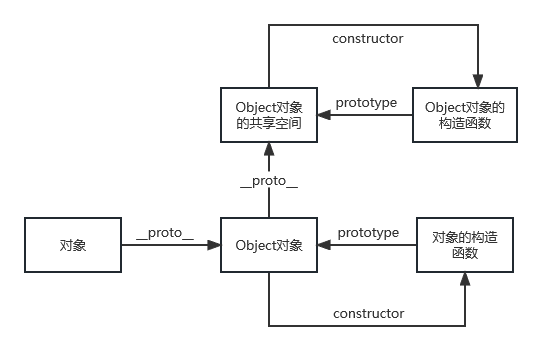 constructor
Object对象
的共享空间
prototype
Object对象的
构造函数
__proto__
对象
__proto__
Object对象
prototype
对象的构造
函数
constructor